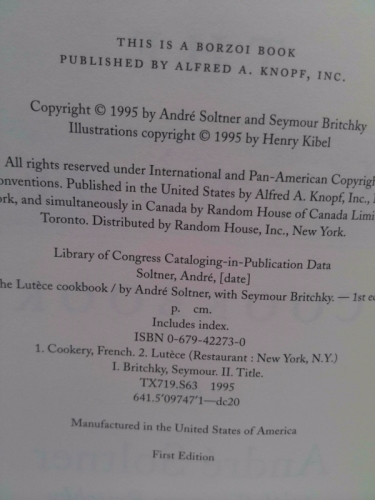 THIS IS A BORZOI BOOK
PUBLISHED BY ALFRED A. KNOPF, INC.
Copyright © 1995 by André Soltner and Seymour Britchky
Illustrations copyright © 1995 by Henry Kibel
All rights reserved under International and Pan-American Copyrig
onventions. Published in the United States by Alfred A. Knopf, Inc.,
ork, and simultaneously in Canada by Random House of Canada Limi
Toronto. Distributed by Random House, Inc., New York.
Library of Congress Cataloging-in-Publication Data
Soltner, André, [date]
he Lutèce cookbook / by André Soltner, with Seymour Britchky. — 1st e
p. cm.
Includes index.
ISBN 0-679-42273-0
1. Cookery, French. 2. Lutèce (Restaurant : New York, N.Y.)
I. Britchky, Seymour. II. Title.
TX719.S63 1995
641.5'09747'1—dc20
Manufactured in the United States of America
First Edition